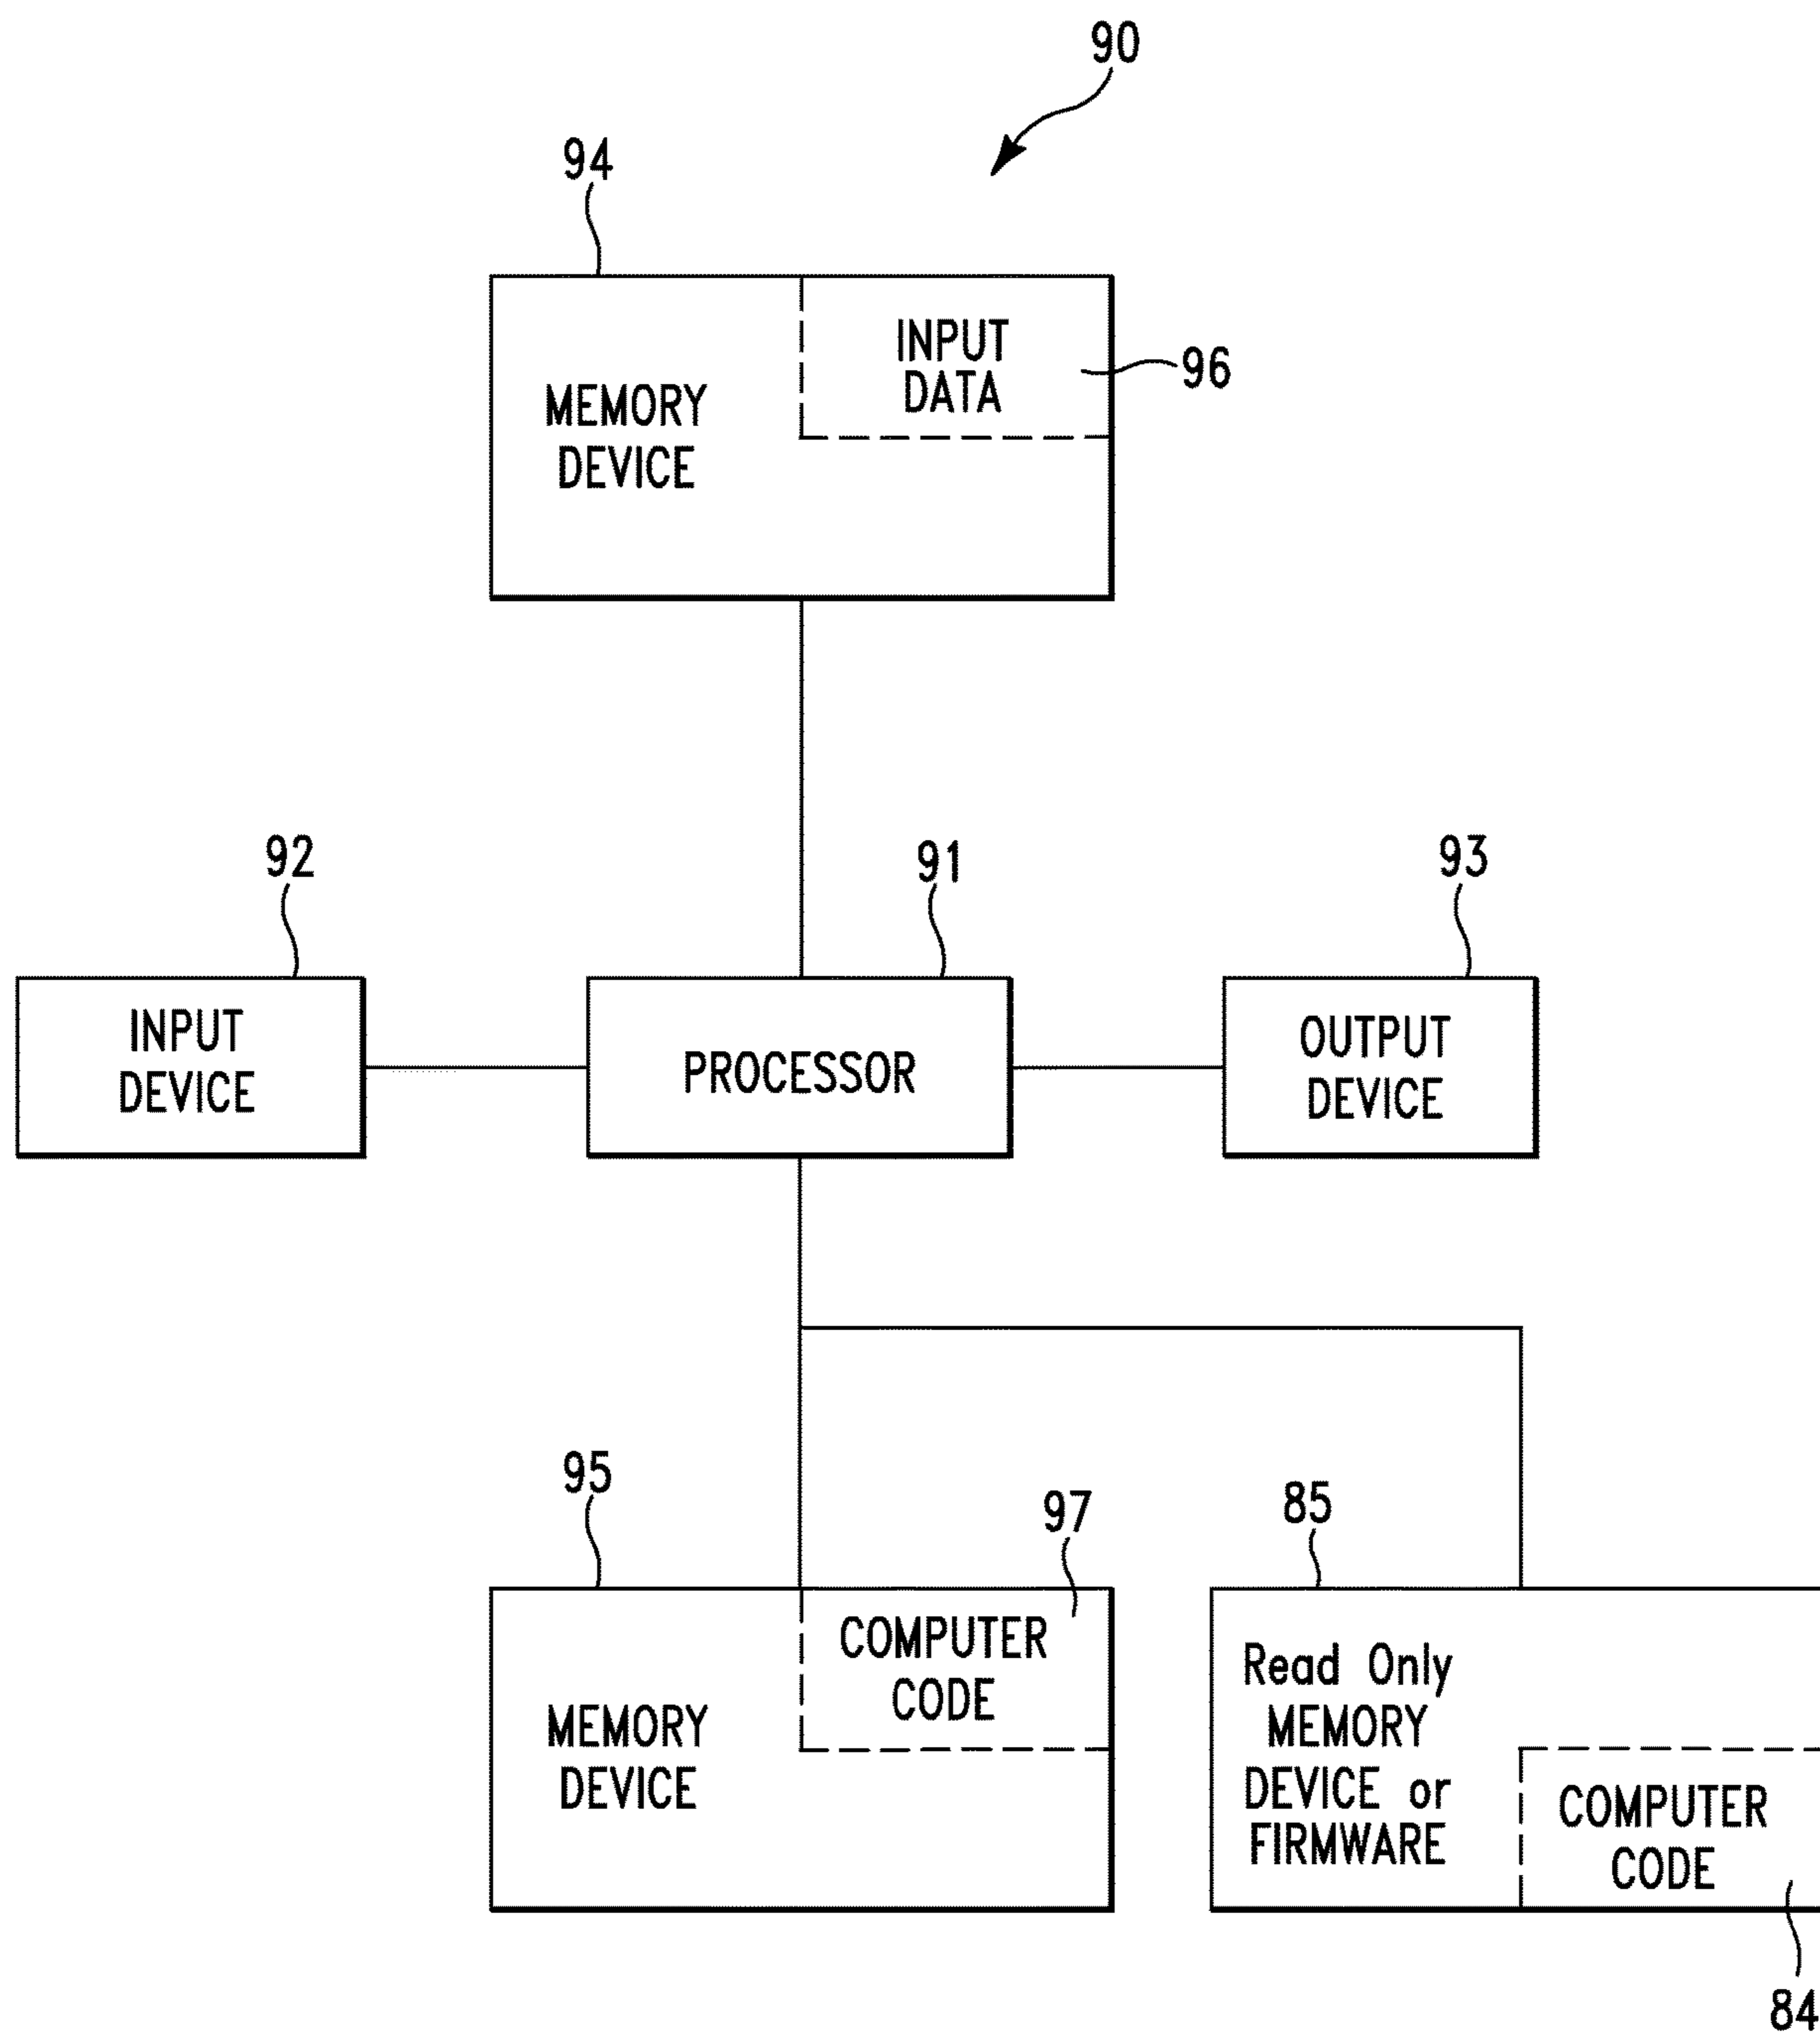 90
94
INPUT
DATA
96
MEMORY
DEVICE
92
91
93
INPUT
DEVICE
PROCESSOR
OUTPUT
DEVICE
95
97
85
COMPUTER
CODE
MEMORY
DEVICE
Read Only
MEMORY
DEVICE or
FIRMWARE
COMPUTER
CODE
84